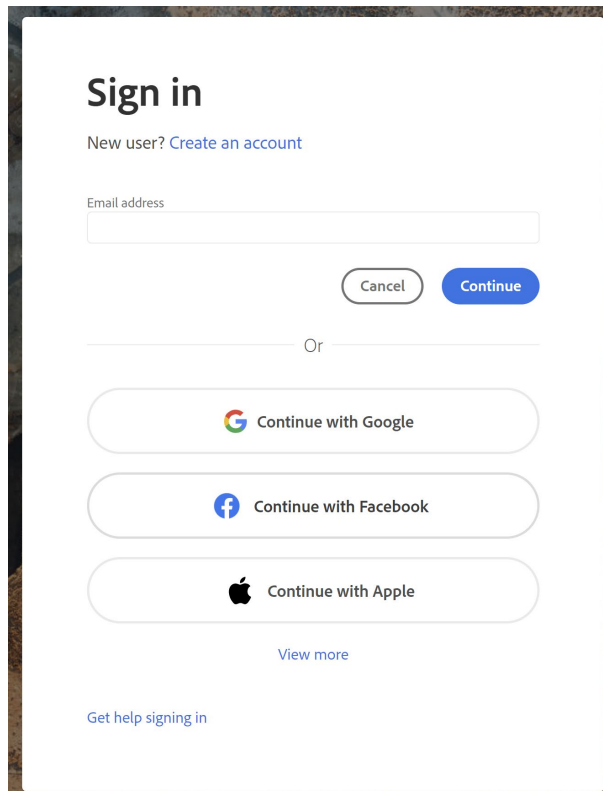 Sign in
New user? Create an account
Email address
Cancel Continue
Or
Continue with Google
Continue with Facebook
Continue with Apple
View more
Get help signing in